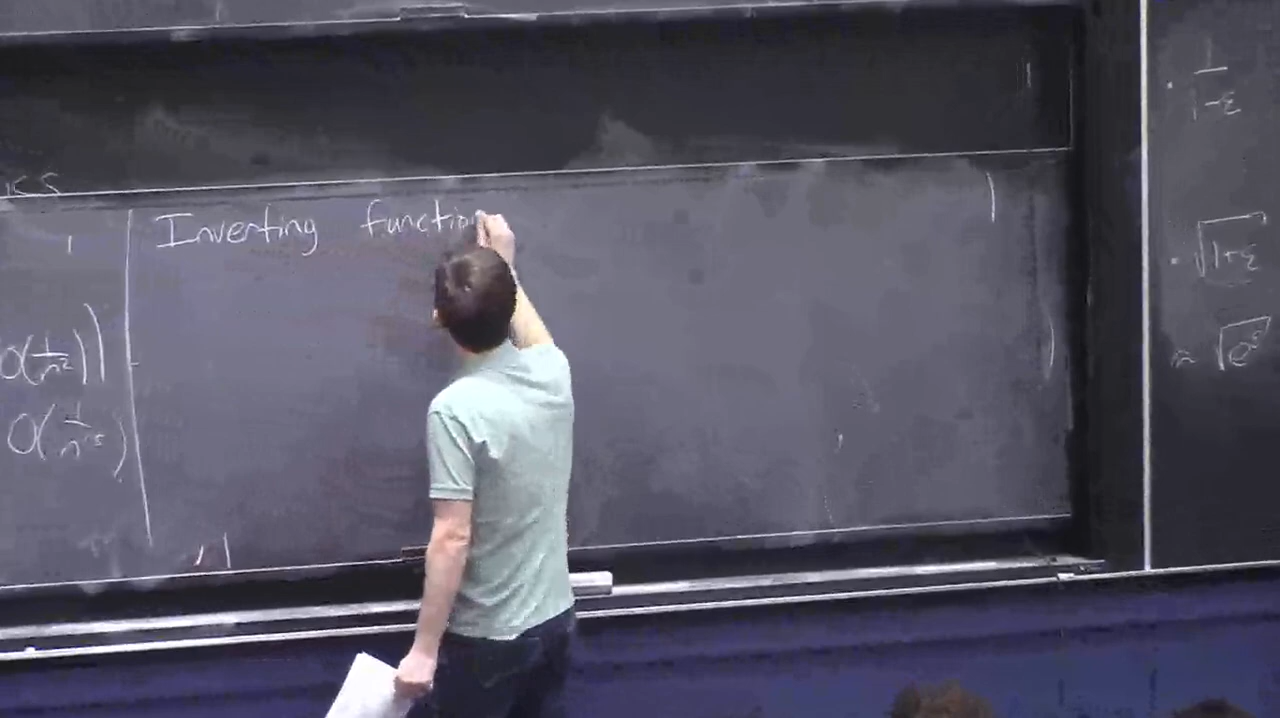 Inverting function
O(1/n²))
O(1/n^1.5)
· 1/(1-ε)
· √(1+ε)
≈ √(e^ε)